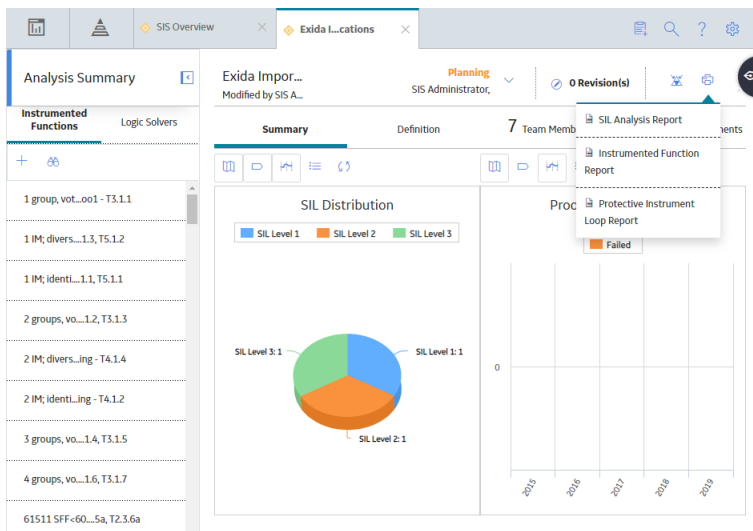 SIS Overview
Exida I...cations
Analysis Summary
Exida Impor...
Modified by SIS A...
Planning
SIS Administrator,
0 Revision(s)
Instrumented
Functions
Logic Solvers
Summary
Definition
7 Team Memb
ments
SIL Analysis Report
Instrumented Function
Report
Protective Instrument
Loop Report
1 group, vot...oo1 - T3.1.1
1 IM; divers....1.3, T5.1.2
1 IM; identi....1.1, T5.1.1
2 groups, vo....1.2, T3.1.3
2 IM; divers...ing - T4.1.4
2 IM; identi...ing - T4.1.2
3 groups, vo....1.4, T3.1.5
4 groups, vo....1.6, T3.1.7
61511 SFF<60....5a, T2.3.6a
SIL Distribution
SIL Level 1
SIL Level 2
SIL Level 3
SIL Level 3: 1
SIL Level 1: 1
SIL Level 2: 1
Proo
Failed
0
2015
2016
2017
2018
2019